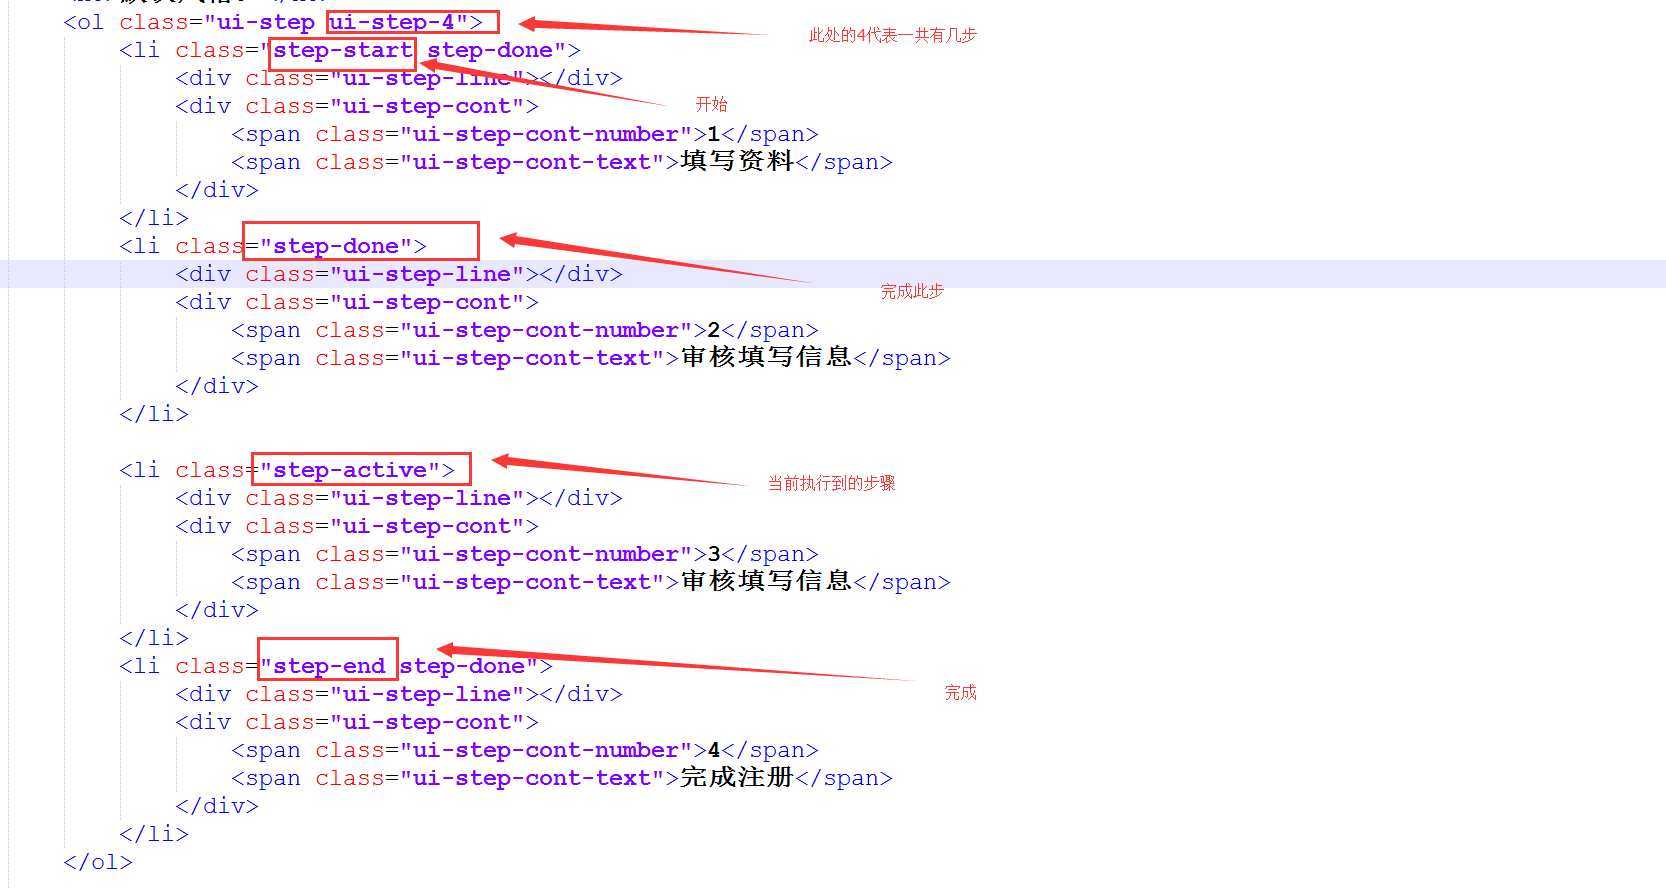 <ol class="ui-step ui-step-4">
此处的4代表一共有几步
<li class="step-start step-done">
<div class="ui-step-line"></div>
<div class="ui-step-cont">
开始
<span class="ui-step-cont-number">1</span>
<span class="ui-step-cont-text">填写资料</span>
</div>
</li>
<li class="step-done">
<div class="ui-step-line"></div>
完成此步
<div class="ui-step-cont">
<span class="ui-step-cont-number">2</span>
<span class="ui-step-cont-text">审核填写信息</span>
</div>
</li>
<li class="step-active">
当前执行到的步骤
<div class="ui-step-line"></div>
<div class="ui-step-cont">
<span class="ui-step-cont-number">3</span>
<span class="ui-step-cont-text">审核填写信息</span>
</div>
</li>
<li class="step-end step-done">
<div class="ui-step-line"></div>
完成
<div class="ui-step-cont">
<span class="ui-step-cont-number">4</span>
<span class="ui-step-cont-text">完成注册</span>
</div>
</li>
</ol>